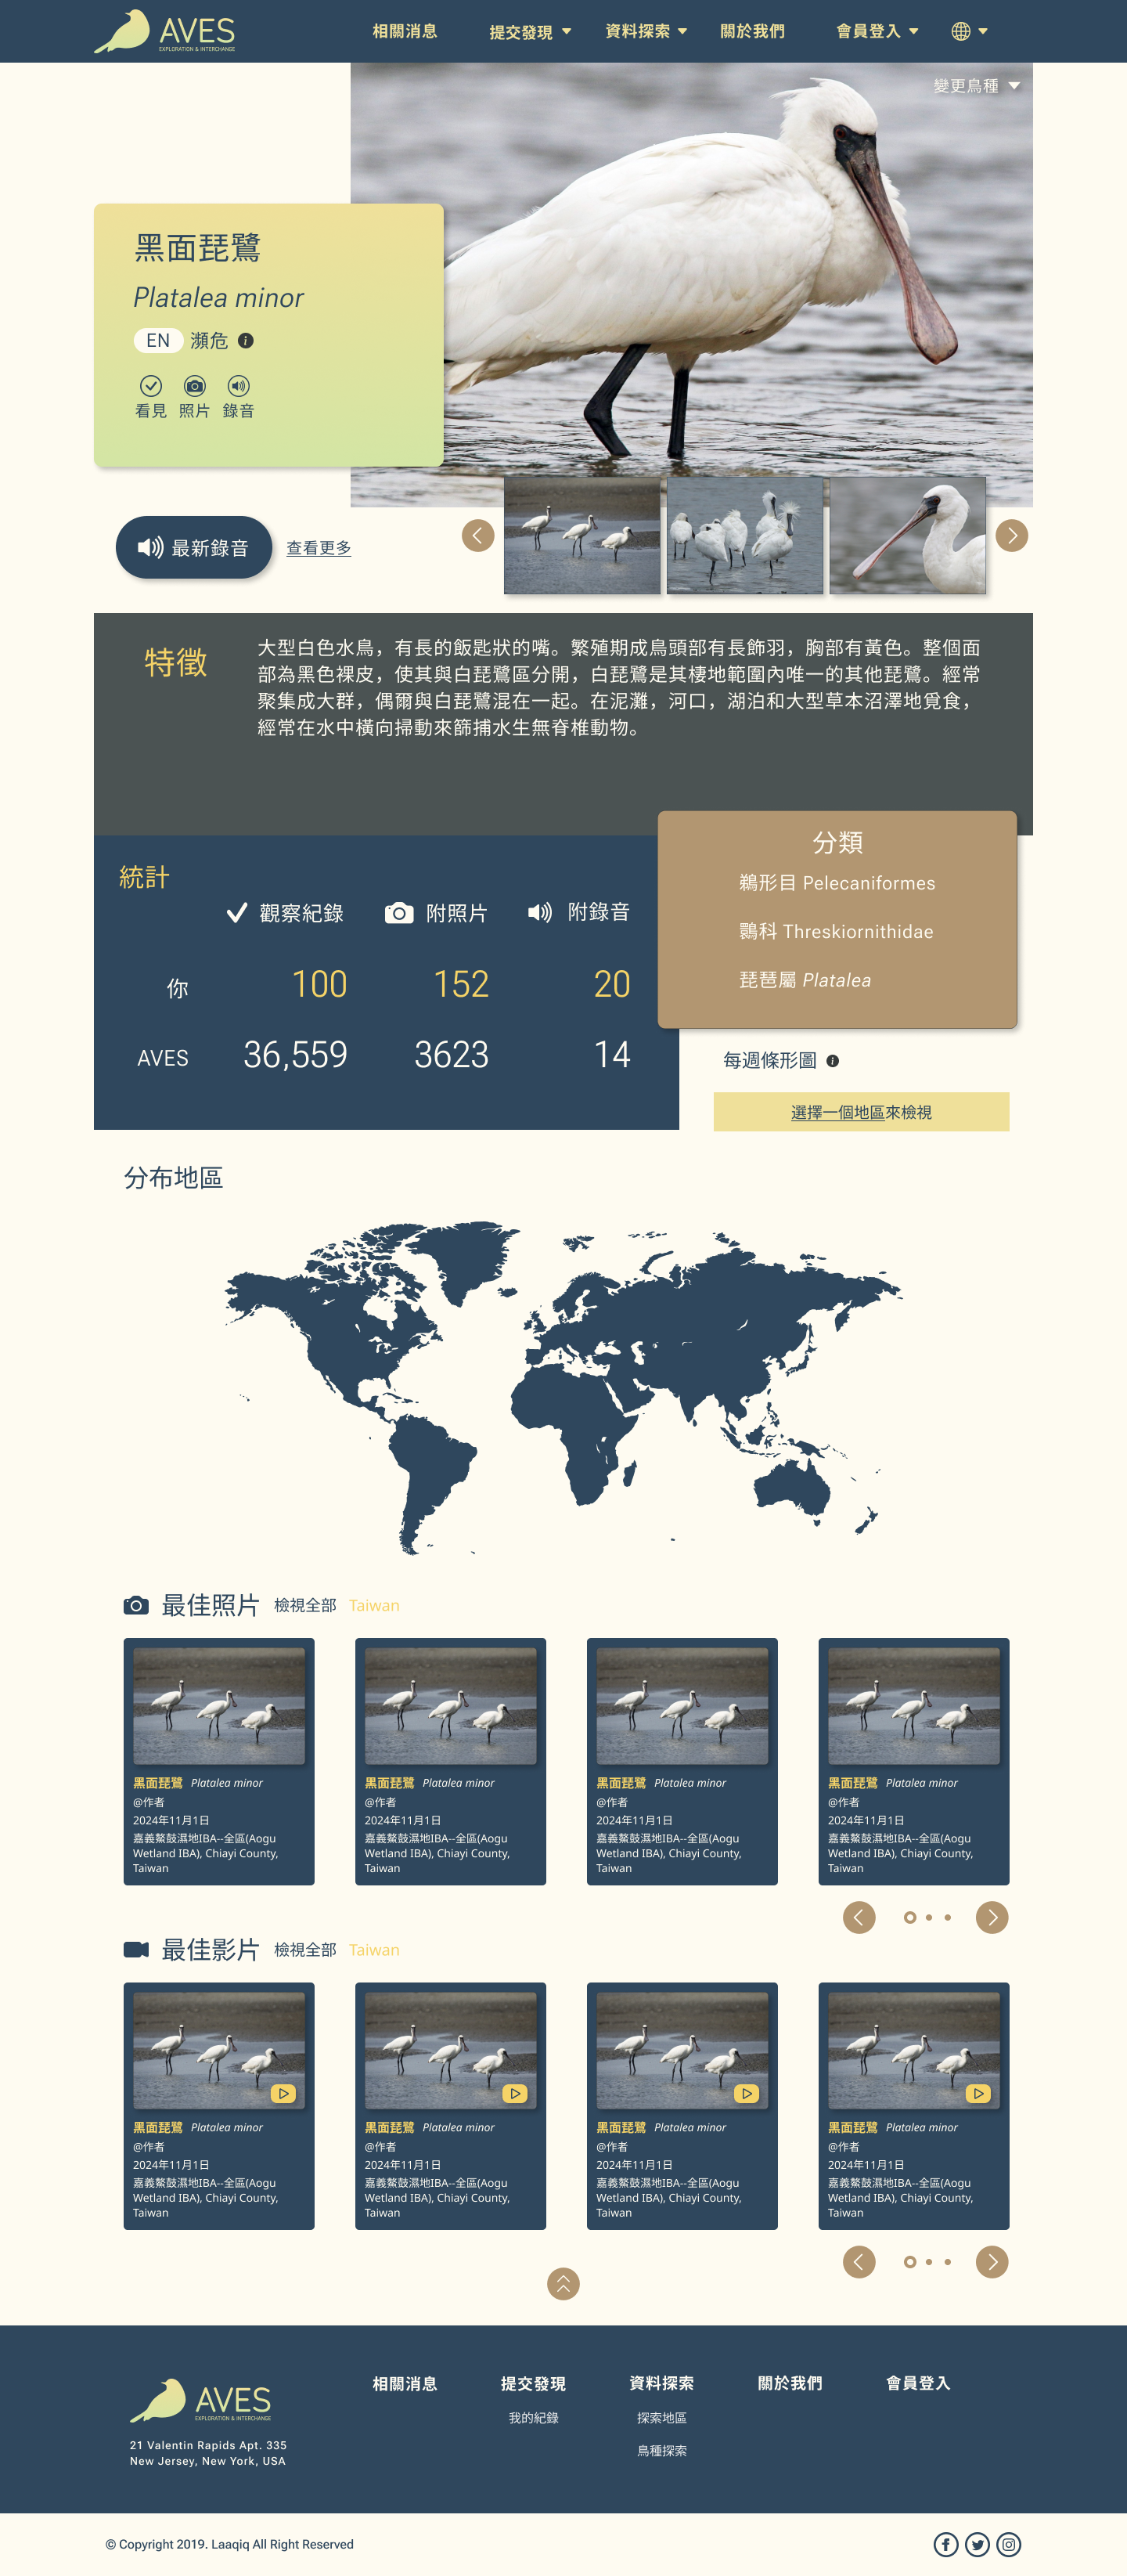 AVES
EXPLORATION & INTERCHANGE
相關消息
提交發現
資料探索
關於我們
會員登入
變更鳥種
黑面琵鷺
Platalea minor
EN 瀕危
看見 照片 錄音
最新錄音 查看更多
特徵
大型白色水鳥，有長的飯匙狀的嘴。繁殖期成鳥頭部有長飾羽，胸部有黃色。整個面
部為黑色裸皮，使其與白琵鷺區分開，白琵鷺是其棲地範圍內唯一的其他琵鷺。經常
聚集成大群，偶爾與白琵鷺混在一起。在泥灘，河口，湖泊和大型草本沼澤地覓食，
經常在水中橫向掃動來篩捕水生無脊椎動物。
統計
觀察紀錄 附照片 附錄音
你 100 152 20
AVES 36,559 3623 14
分類
鵜形目 Pelecaniformes
䴉科 Threskiornithidae
琵琶屬 Platalea
每週條形圖
選擇一個地區來檢視
分布地區
最佳照片 檢視全部 Taiwan
黑面琵鷺 Platalea minor
@作者
2024年11月1日
嘉義鰲鼓濕地IBA--全區(Aogu
Wetland IBA), Chiayi County,
Taiwan
黑面琵鷺 Platalea minor
@作者
2024年11月1日
嘉義鰲鼓濕地IBA--全區(Aogu
Wetland IBA), Chiayi County,
Taiwan
黑面琵鷺 Platalea minor
@作者
2024年11月1日
嘉義鰲鼓濕地IBA--全區(Aogu
Wetland IBA), Chiayi County,
Taiwan
黑面琵鷺 Platalea minor
@作者
2024年11月1日
嘉義鰲鼓濕地IBA--全區(Aogu
Wetland IBA), Chiayi County,
Taiwan
最佳影片 檢視全部 Taiwan
黑面琵鷺 Platalea minor
@作者
2024年11月1日
嘉義鰲鼓濕地IBA--全區(Aogu
Wetland IBA), Chiayi County,
Taiwan
黑面琵鷺 Platalea minor
@作者
2024年11月1日
嘉義鰲鼓濕地IBA--全區(Aogu
Wetland IBA), Chiayi County,
Taiwan
黑面琵鷺 Platalea minor
@作者
2024年11月1日
嘉義鰲鼓濕地IBA--全區(Aogu
Wetland IBA), Chiayi County,
Taiwan
黑面琵鷺 Platalea minor
@作者
2024年11月1日
嘉義鰲鼓濕地IBA--全區(Aogu
Wetland IBA), Chiayi County,
Taiwan
AVES
EXPLORATION & INTERCHANGE
21 Valentin Rapids Apt. 335
New Jersey, New York, USA
相關消息
提交發現
我的紀錄
資料探索
探索地區
鳥種探索
關於我們
會員登入
© Copyright 2019. Laaqiq All Right Reserved